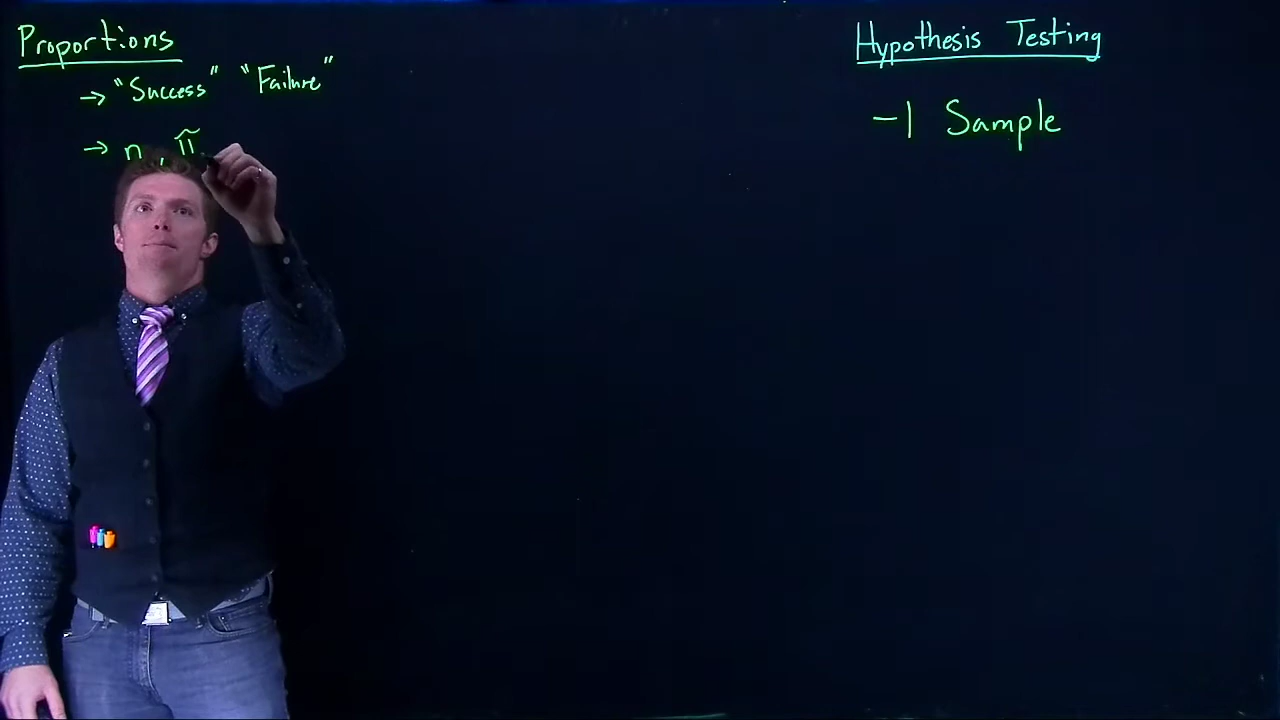 Proportions
→ "Success" "Failure"
→ n, π
Hypothesis Testing
-1 Sample